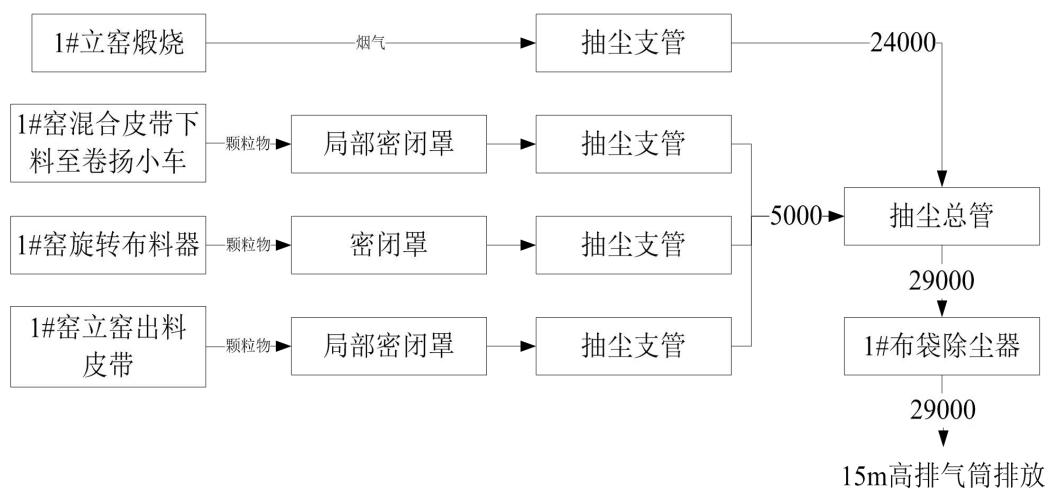 1#立窑煅烧
烟气
抽尘支管
24000
1#窑混合皮带下
料至卷扬小车
颗粒物
局部密闭罩
抽尘支管
1#窑旋转布料器
颗粒物
密闭罩
抽尘支管
5000
抽尘总管
29000
1#窑立窑出料
皮带
颗粒物
局部密闭罩
抽尘支管
1#布袋除尘器
29000
15m高排气筒排放